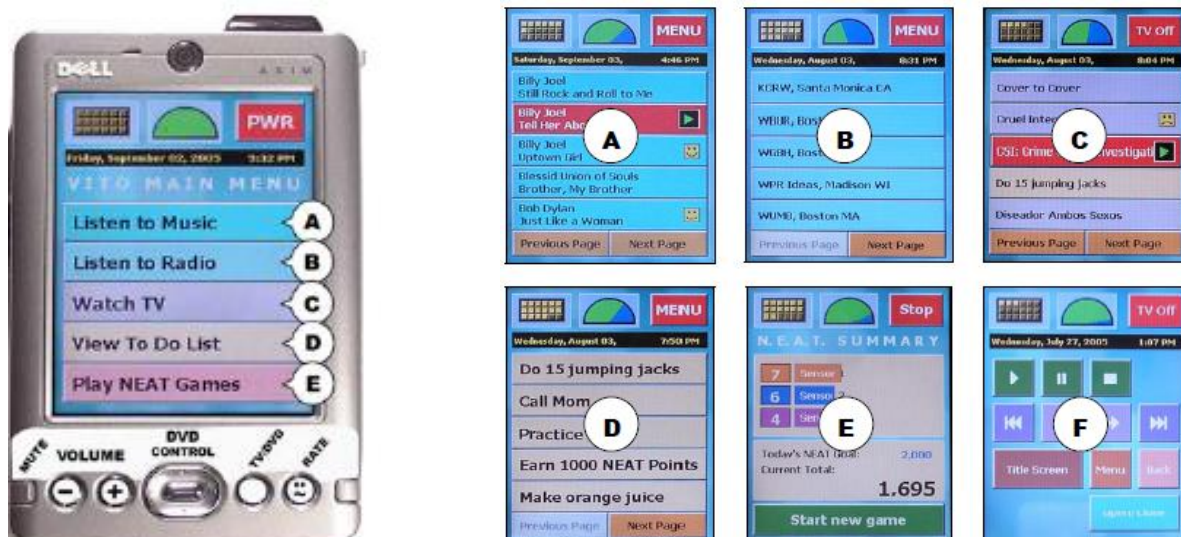 DELL
AXIM
PWR
Friday, September 02, 2005 9:32 PM
VITO MAIN MENU
Listen to Music
A
Listen to Radio
B
Watch TV
C
View To Do List
D
Play NEAT Games
E
MUTE
VOLUME
DVD
CONTROL
TV/DVD
RATE
MENU
Saturday, September 03, 4:46 PM
Billy Joel
Still Rock and Roll to Me
Billy Joel
Tell Her
A
Billy Joel
Uptown Girl
Blessid Union of Souls
Brother, My Brother
Bob Dylan
Just Like a Woman
Previous Page Next Page
MENU
Wednesday, August 03, 8:31 PM
KCRW, Santa Monica CA
WBUR,
B
WGBH,
WPR Ideas, Madison WI
WUMB, Boston MA
Previous Page Next Page
TV Off
Wednesday, August 03, 8:04 PM
Cover to Cover
Cruel
C
CSI: Crime
Do 15 jumping jacks
Diseador Ambos Sexos
Previous Page Next Page
MENU
Wednesday, August 03, 7:50 PM
Do 15 jumping jacks
Call Mom
D
Practice
Earn 1000 NEAT Points
Make orange juice
Previous Page Next Page
Stop
N.E.A.T. SUMMARY
7 Sensor
6
E
4
Today's NEAT Goal: 2,000
Current Total:
1,695
Start new game
TV Off
Wednesday, July 27, 2005 1:07 PM
F
Title Screen Menu Back